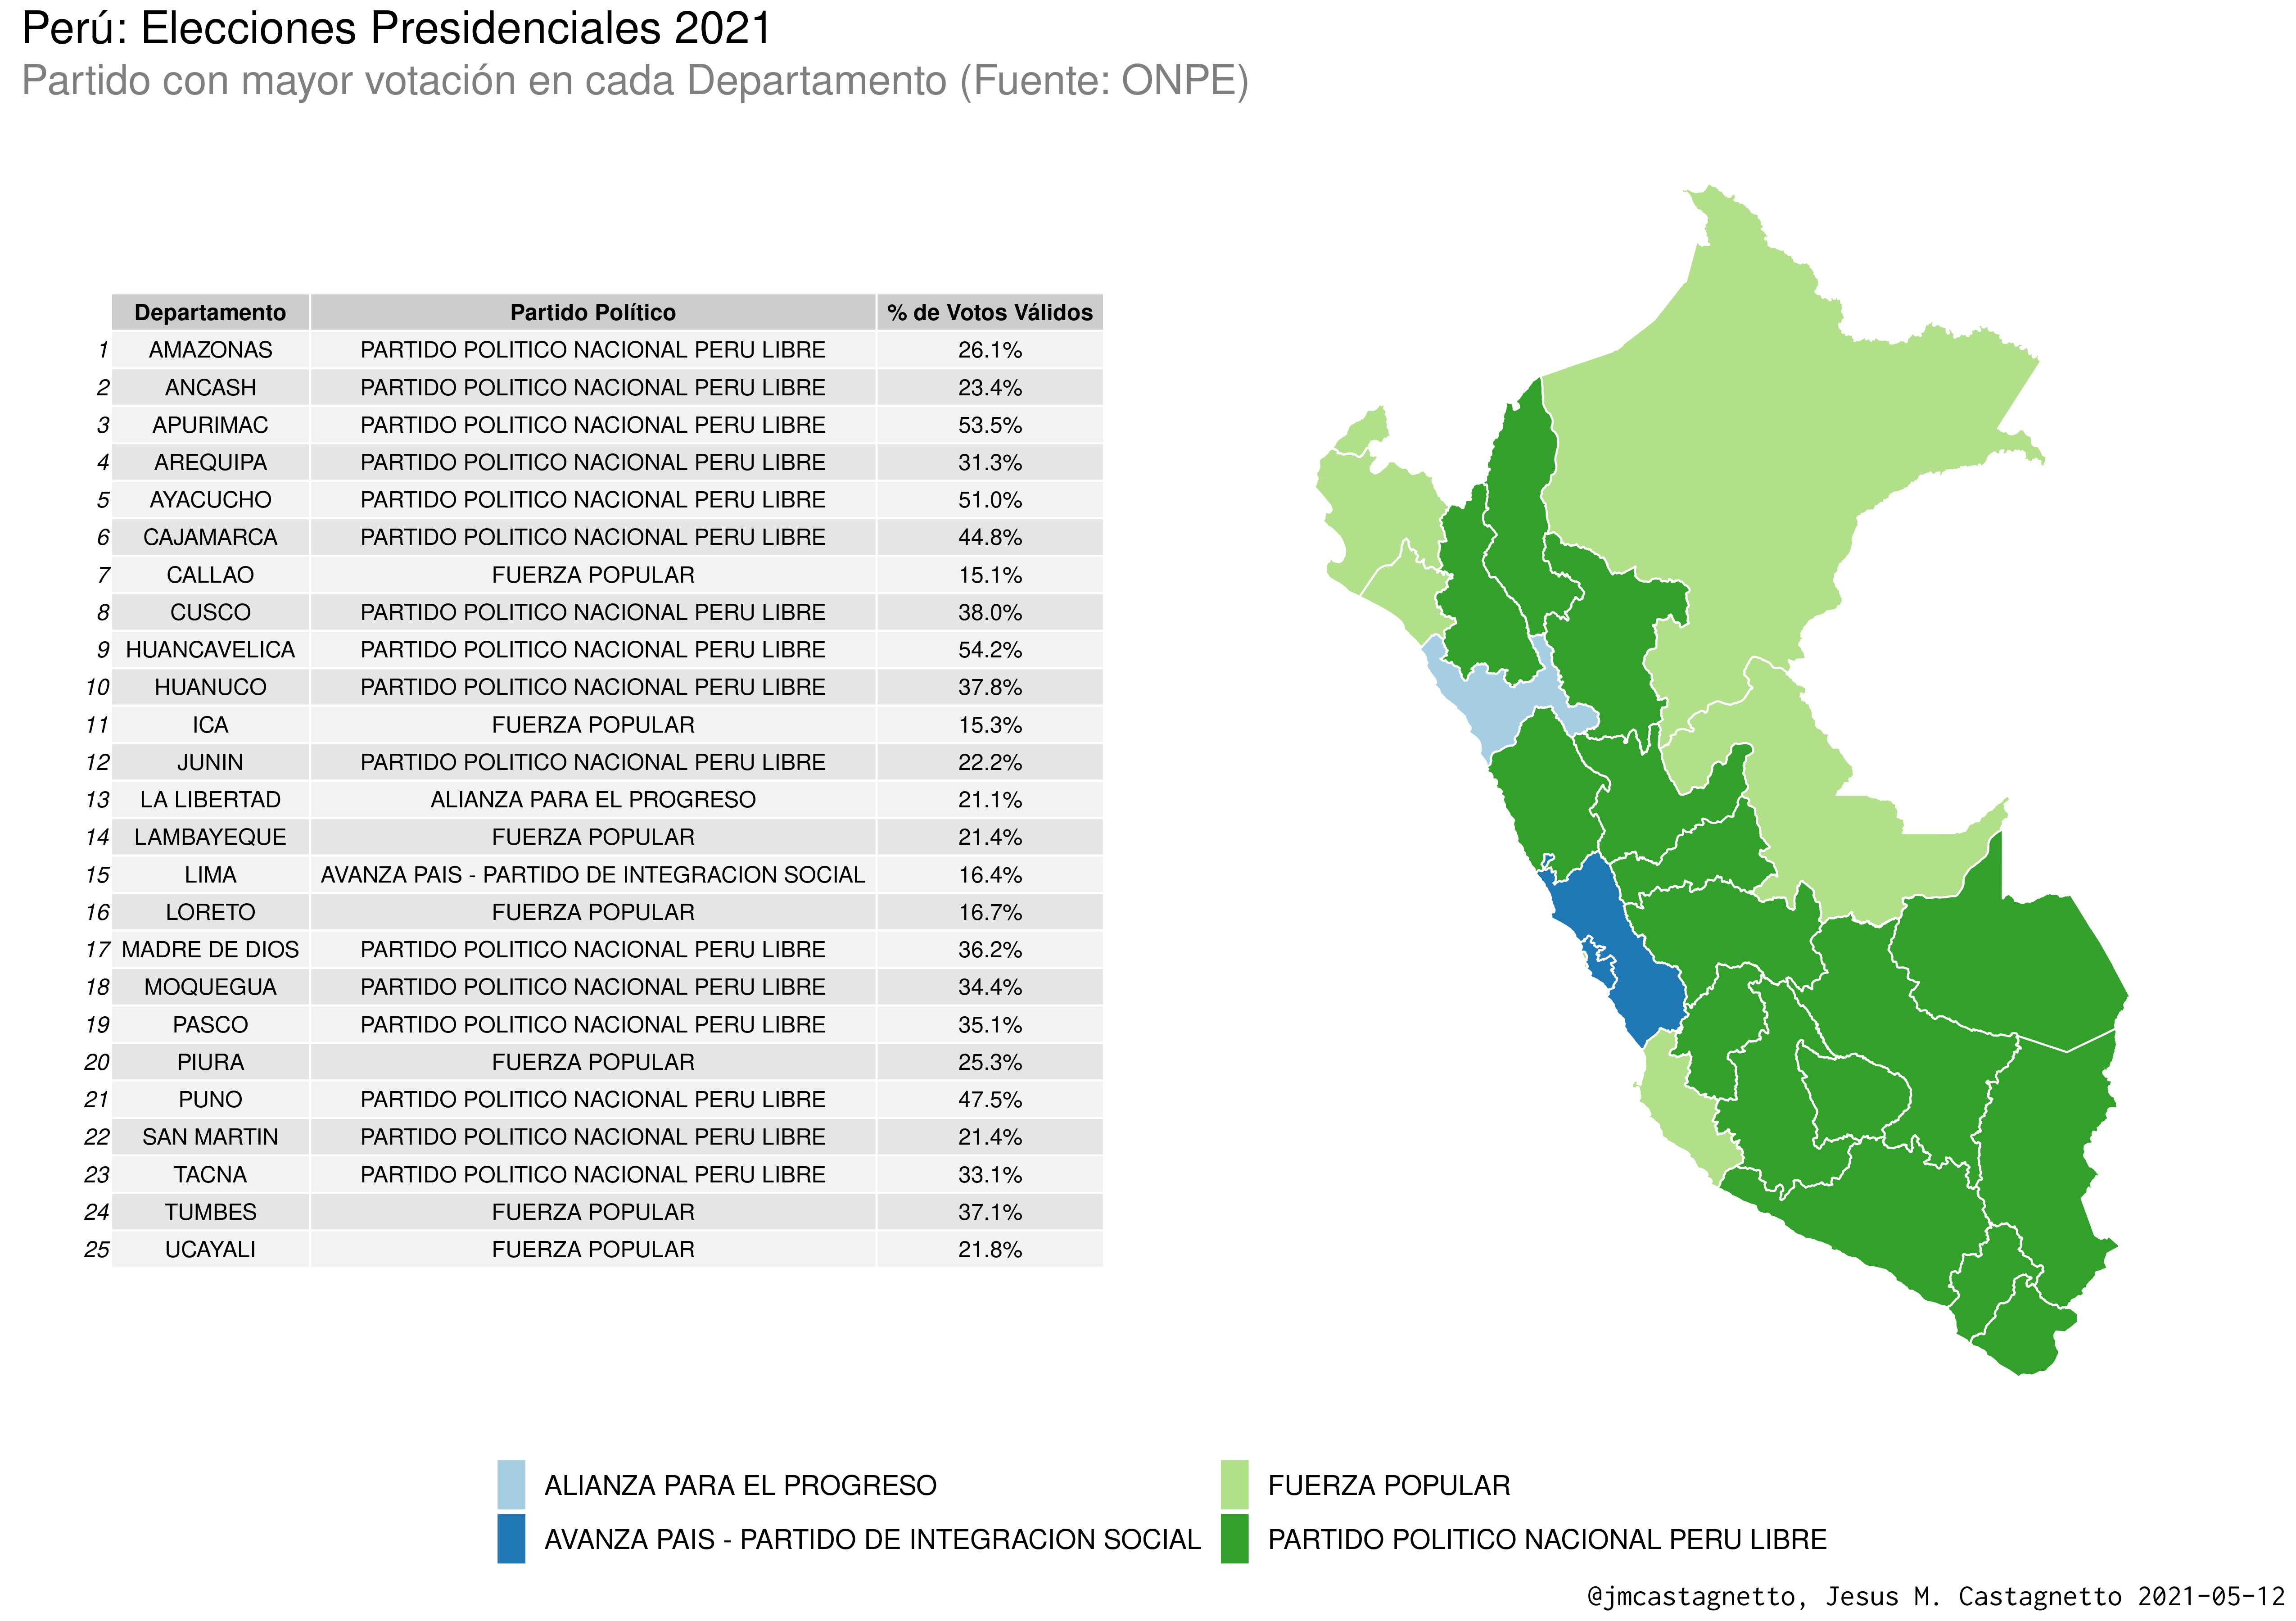 Perú: Elecciones Presidenciales 2021
Partido con mayor votación en cada Departamento (Fuente: ONPE)
Departamento Partido Político % de Votos Válidos
1 AMAZONAS PARTIDO POLITICO NACIONAL PERU LIBRE 26.1%
2 ANCASH PARTIDO POLITICO NACIONAL PERU LIBRE 23.4%
3 APURIMAC PARTIDO POLITICO NACIONAL PERU LIBRE 53.5%
4 AREQUIPA PARTIDO POLITICO NACIONAL PERU LIBRE 31.3%
5 AYACUCHO PARTIDO POLITICO NACIONAL PERU LIBRE 51.0%
6 CAJAMARCA PARTIDO POLITICO NACIONAL PERU LIBRE 44.8%
7 CALLAO FUERZA POPULAR 15.1%
8 CUSCO PARTIDO POLITICO NACIONAL PERU LIBRE 38.0%
9 HUANCAVELICA PARTIDO POLITICO NACIONAL PERU LIBRE 54.2%
10 HUANUCO PARTIDO POLITICO NACIONAL PERU LIBRE 37.8%
11 ICA FUERZA POPULAR 15.3%
12 JUNIN PARTIDO POLITICO NACIONAL PERU LIBRE 22.2%
13 LA LIBERTAD ALIANZA PARA EL PROGRESO 21.1%
14 LAMBAYEQUE FUERZA POPULAR 21.4%
15 LIMA AVANZA PAIS - PARTIDO DE INTEGRACION SOCIAL 16.4%
16 LORETO FUERZA POPULAR 16.7%
17 MADRE DE DIOS PARTIDO POLITICO NACIONAL PERU LIBRE 36.2%
18 MOQUEGUA PARTIDO POLITICO NACIONAL PERU LIBRE 34.4%
19 PASCO PARTIDO POLITICO NACIONAL PERU LIBRE 35.1%
20 PIURA FUERZA POPULAR 25.3%
21 PUNO PARTIDO POLITICO NACIONAL PERU LIBRE 47.5%
22 SAN MARTIN PARTIDO POLITICO NACIONAL PERU LIBRE 21.4%
23 TACNA PARTIDO POLITICO NACIONAL PERU LIBRE 33.1%
24 TUMBES FUERZA POPULAR 37.1%
25 UCAYALI FUERZA POPULAR 21.8%
ALIANZA PARA EL PROGRESO FUERZA POPULAR
AVANZA PAIS - PARTIDO DE INTEGRACION SOCIAL PARTIDO POLITICO NACIONAL PERU LIBRE
@jmcastagnetto, Jesus M. Castagnetto 2021-05-12